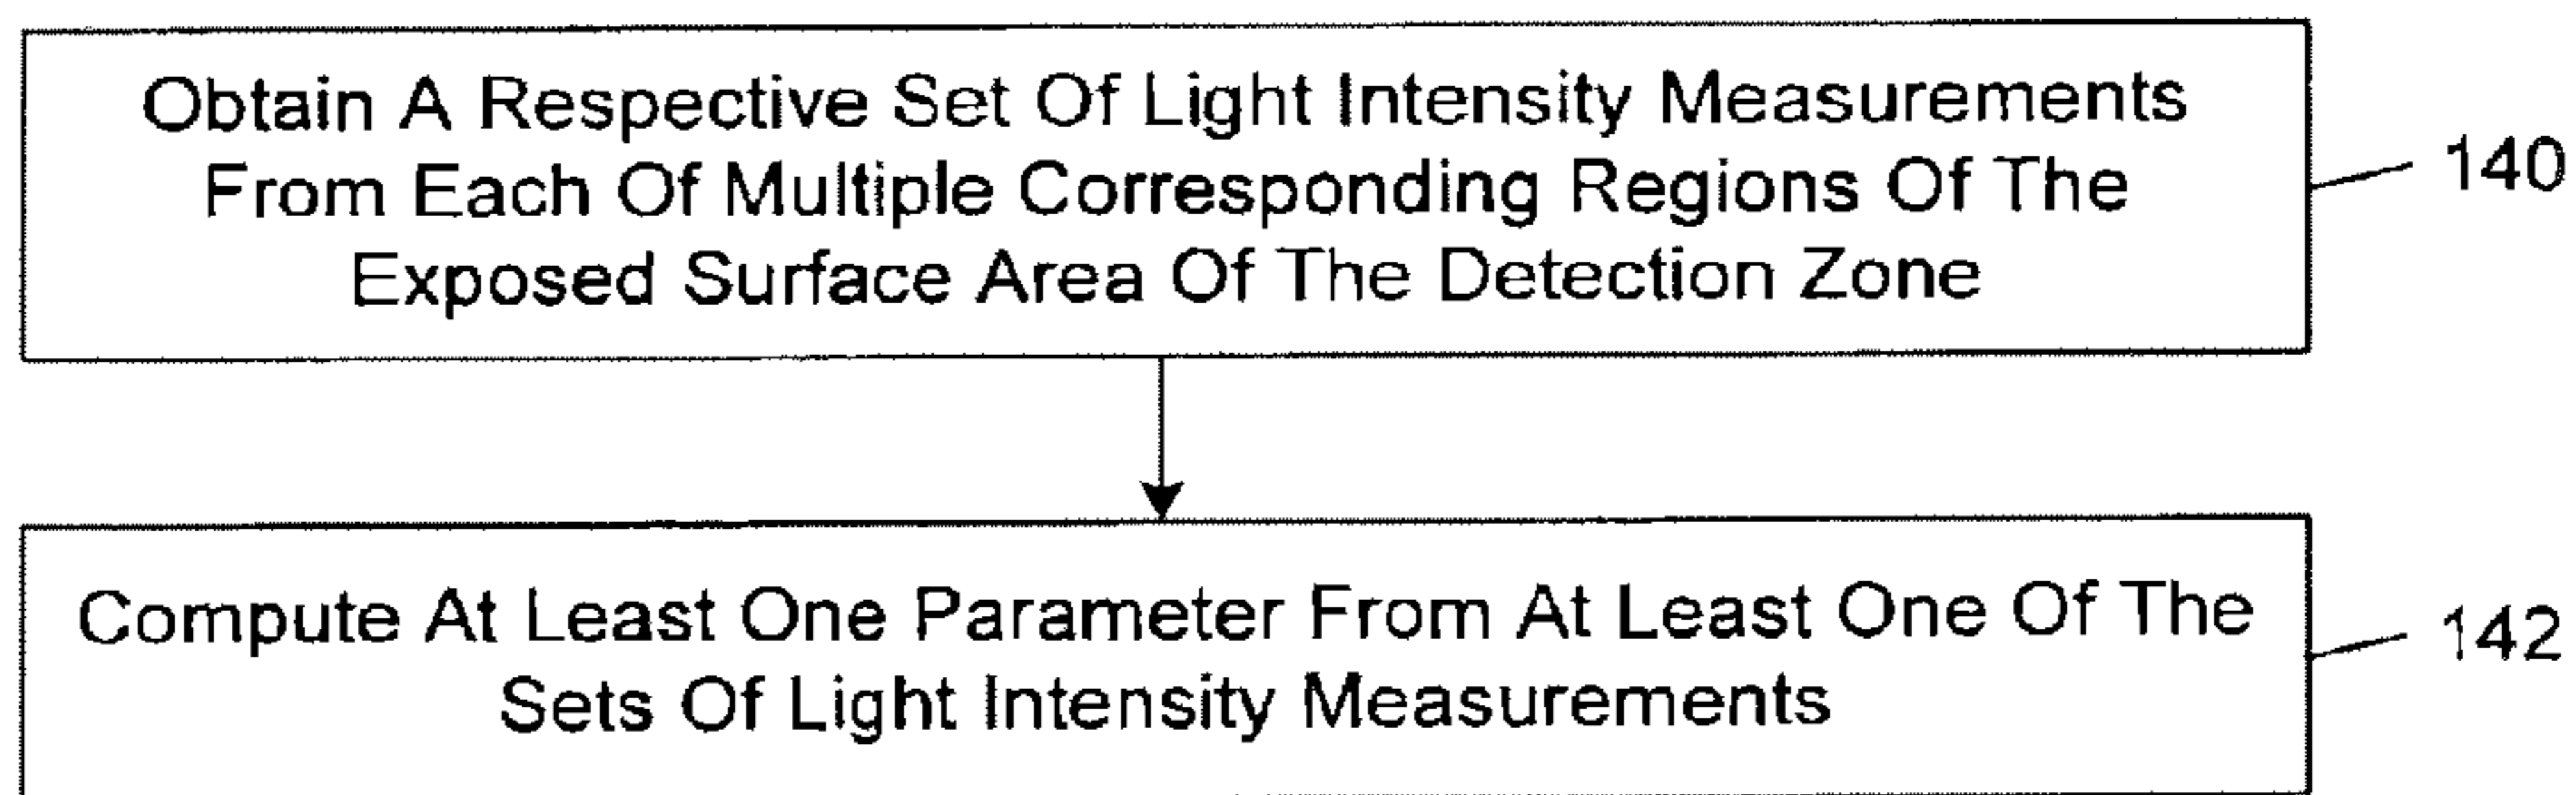 Obtain A Respective Set Of Light Intensity Measurements
From Each Of Multiple Corresponding Regions Of The
Exposed Surface Area Of The Detection Zone
140
Compute At Least One Parameter From At Least One Of The
Sets Of Light Intensity Measurements
142